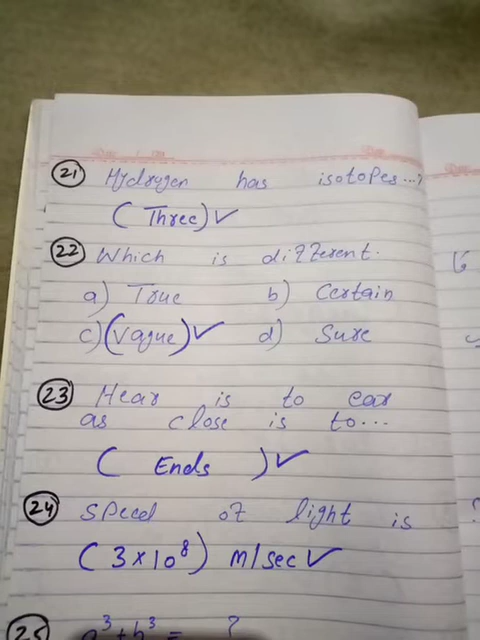 21 Hydrogen has isotopes...?
(Three) ✓
22 Which is different.
a) True b) Certain
c) (Vague) ✓ d) Sure
23 Hear is to ear
as close is to...
( Ends ) ✓
24 Speed of light is
(3×10⁸) m/sec ✓
25 a³+b³ = ?